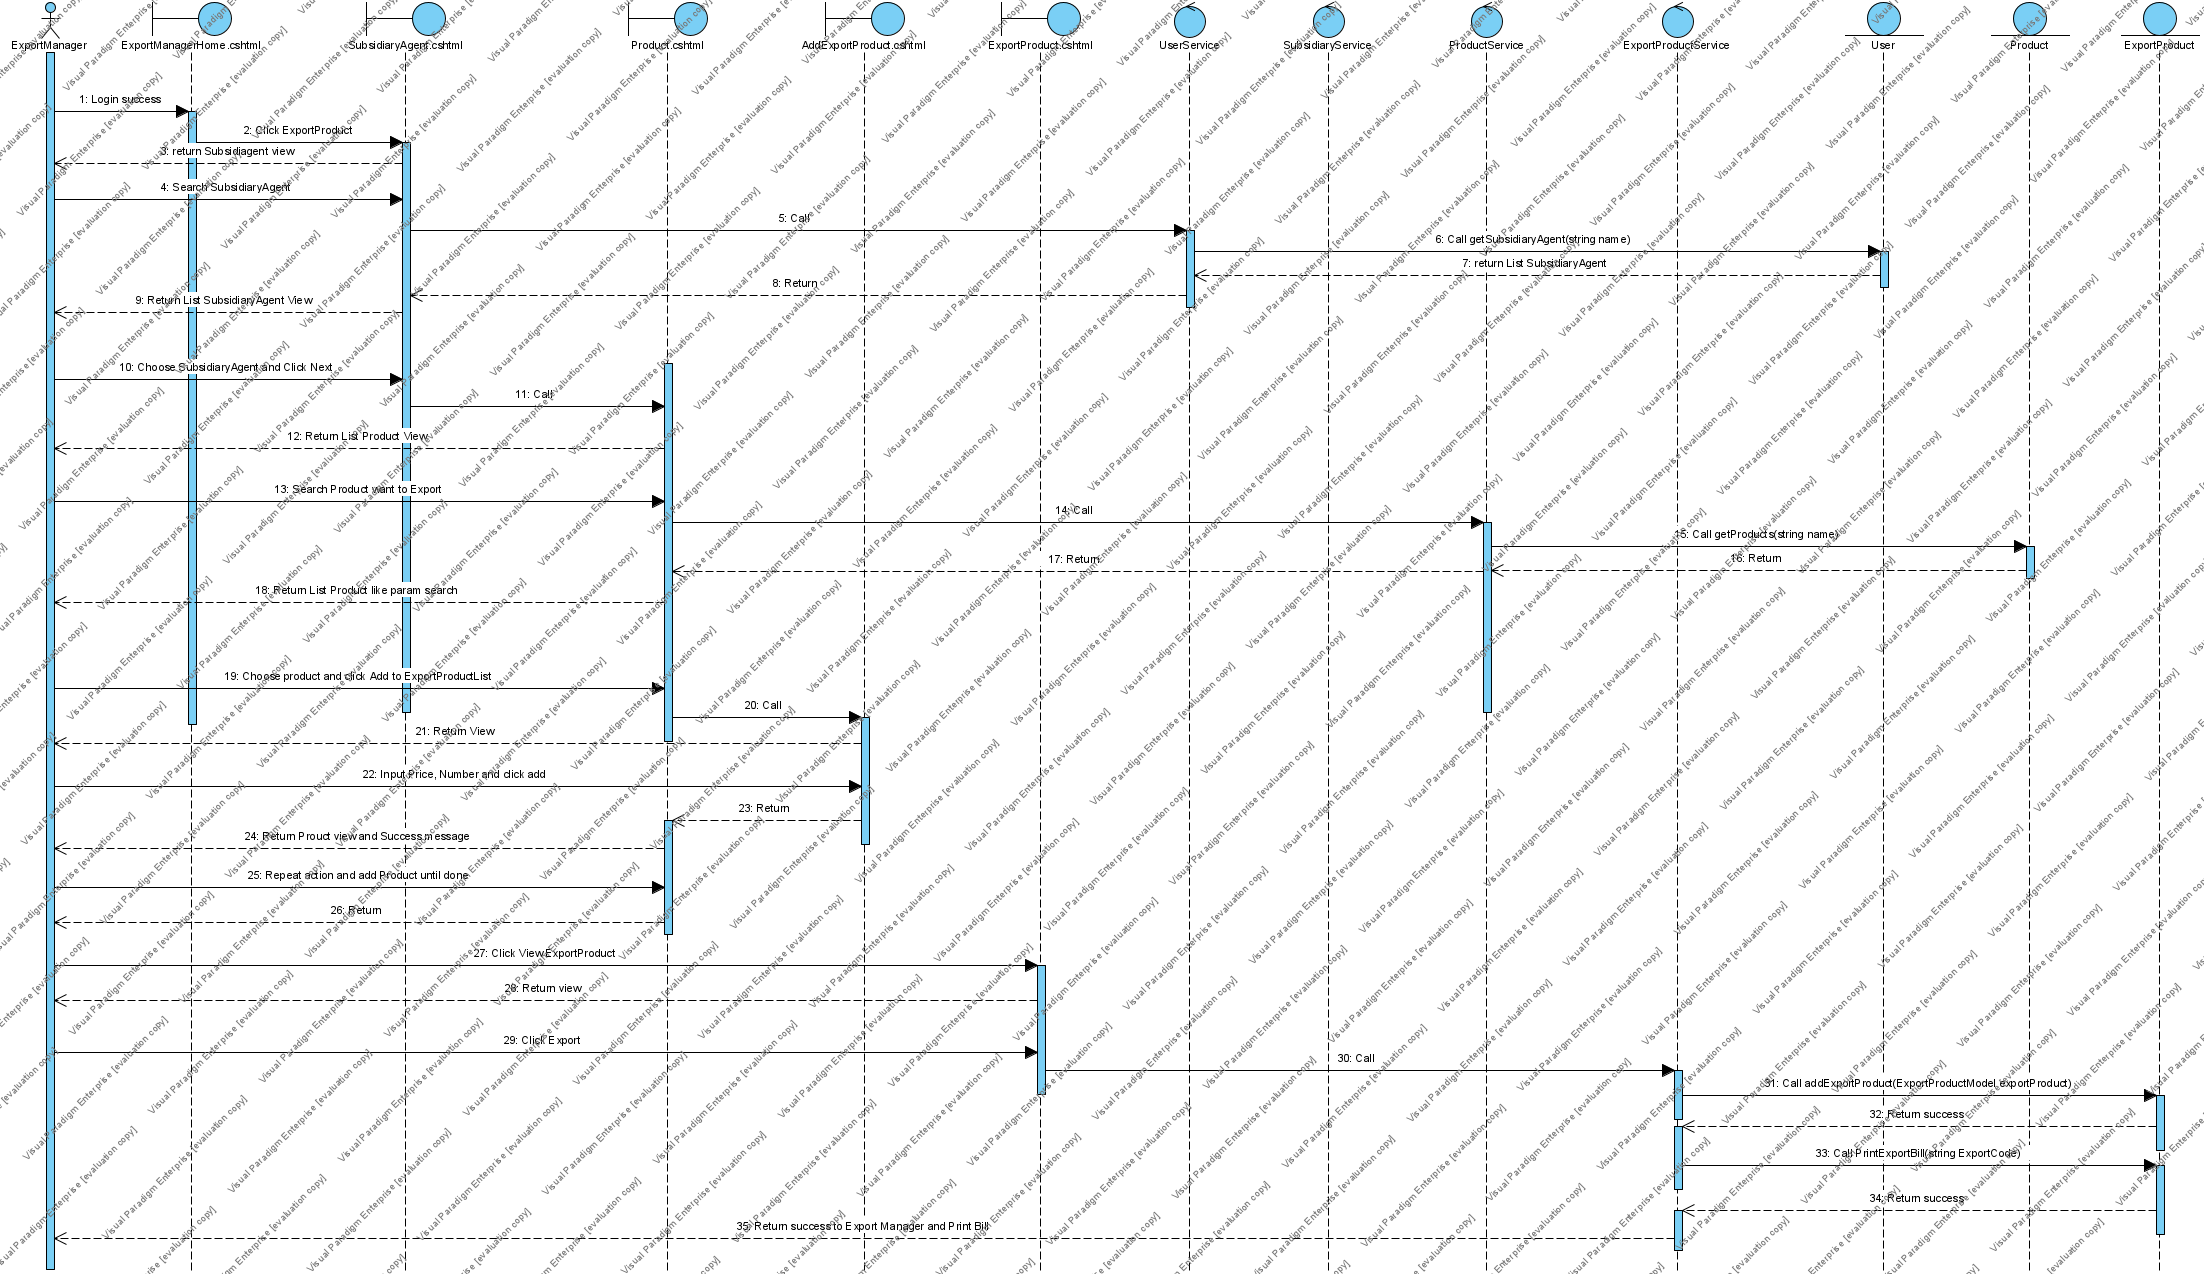 ExportManager
ExportManagerHome.cshtml
SubsidiaryAgent.cshtml
Product.cshtml
AddExportProduct.cshtml
ExportProduct.cshtml
UserService
SubsidiaryService
ProductService
ExportProductService
User
Product
ExportProduct
1: Login success
2: Click ExportProduct
3: return Subsidiagent view
4: Search SubsidiaryAgent
5: Call
6: Call getSubsidiaryAgent(string name)
7: return List SubsidiaryAgent
8: Return
9: Return List SubsidiaryAgent View
10: Choose SubsidiaryAgent and Click Next
11: Call
12: Return List Product View
13: Search Product want to Export
14: Call
15: Call getProducts(string name)
16: Return
17: Return
18: Return List Product like param search
19: Choose product and click Add to ExportProductList
20: Call
21: Return View
22: Input Price, Number and click add
23: Return
24: Return Prouct view and Success message
25: Repeat action and add Product until done
26: Return
27: Click ViewExportProduct
28: Return view
29: Click Export
30: Call
31: Call addExportProduct(ExportProductModel exportProduct)
32: Return success
33: Call PrintExportBill(string ExportCode)
34: Return success
35: Return success to Export Manager and Print Bill
Visual Paradigm Enterprise [evaluation copy]